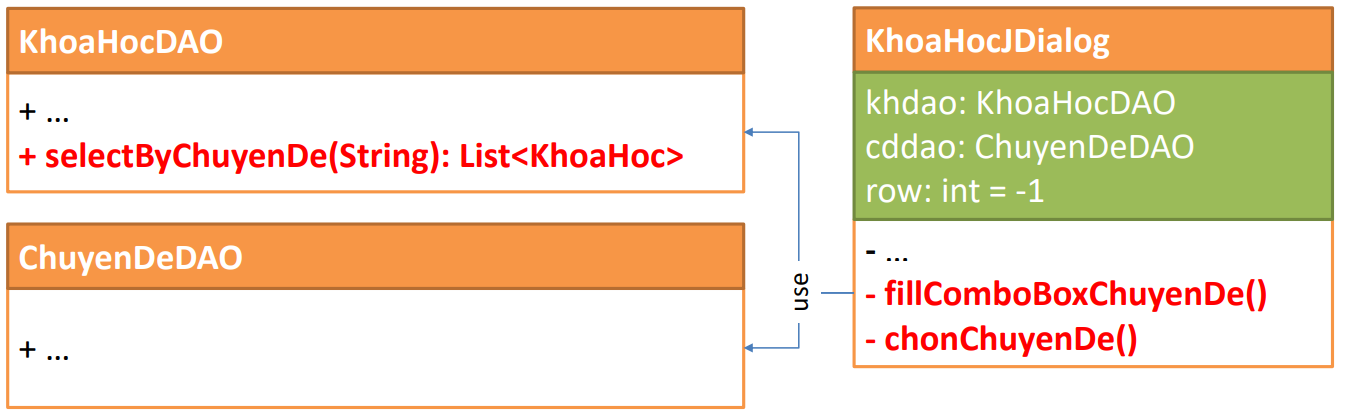 KhoaHocDAO
+ ...
+ selectByChuyenDe(String): List<KhoaHoc>
ChuyenDeDAO
+ ...
use
KhoaHocJDialog
khdao: KhoaHocDAO
cddao: ChuyenDeDAO
row: int = -1
- ...
- fillComboBoxChuyenDe()
- chonChuyenDe()